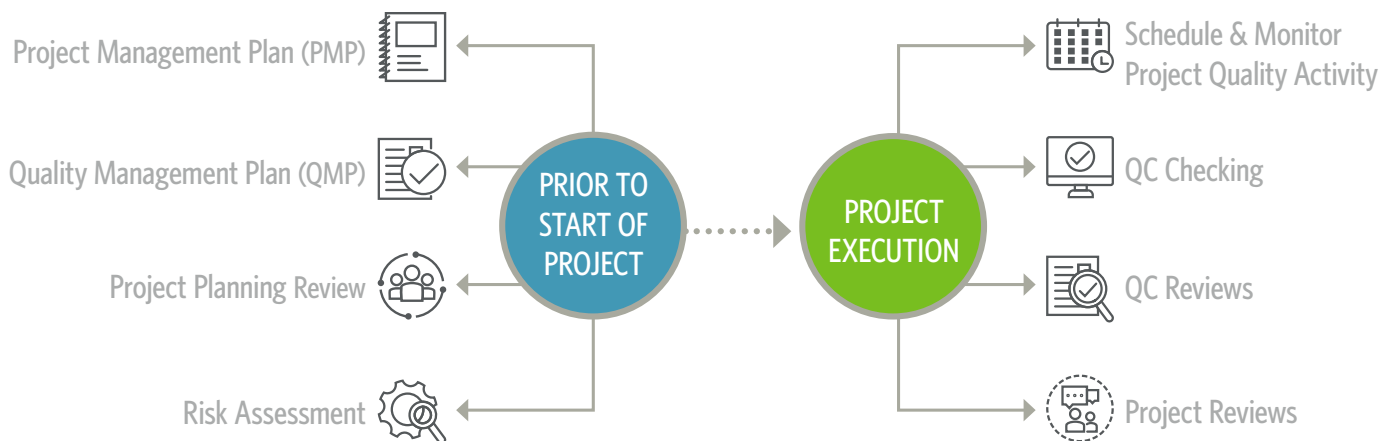 Project Management Plan (PMP)
Quality Management Plan (QMP)
Project Planning Review
Risk Assessment
PRIOR TO
START OF
PROJECT
PROJECT
EXECUTION
Schedule & Monitor
Project Quality Activity
QC Checking
QC Reviews
Project Reviews